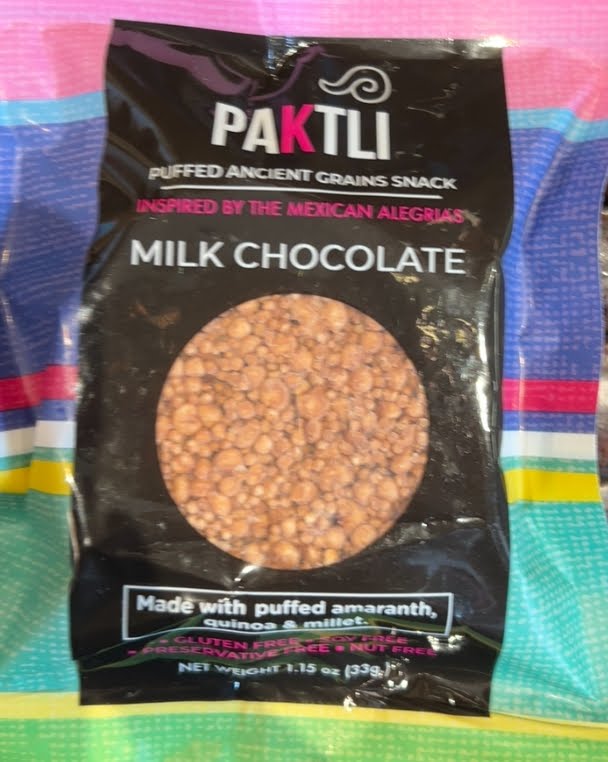 PAKTLI
PUFFED ANCIENT GRAINS SNACK
INSPIRED BY THE MEXICAN ALEGRIAS
MILK CHOCOLATE
Made with puffed amaranth,
quinoa & millet.
• GLUTEN FREE • SOY FREE
• PRESERVATIVE FREE • NUT FREE
NET WEIGHT 1.15 oz (33g)